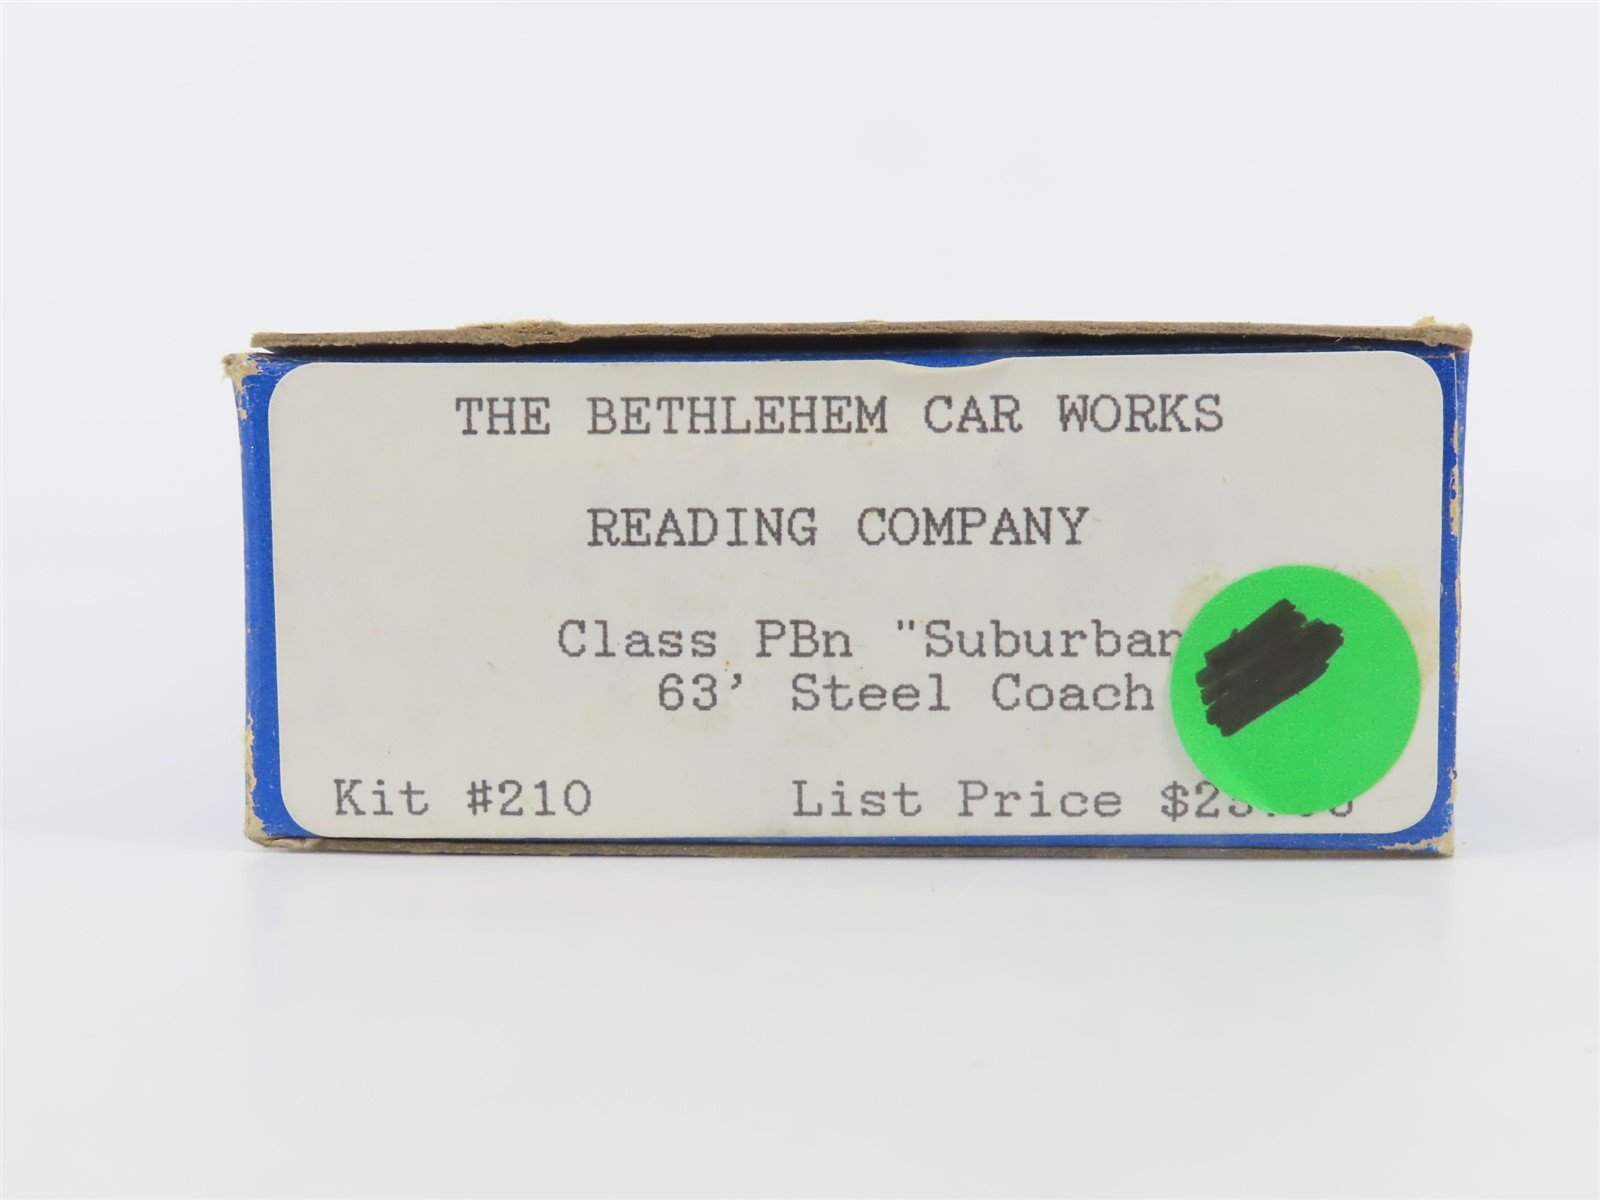 THE BETHLEHEM CAR WORKS
READING COMPANY
Class PBn "Suburban
63' Steel Coach
Kit #210 List Price